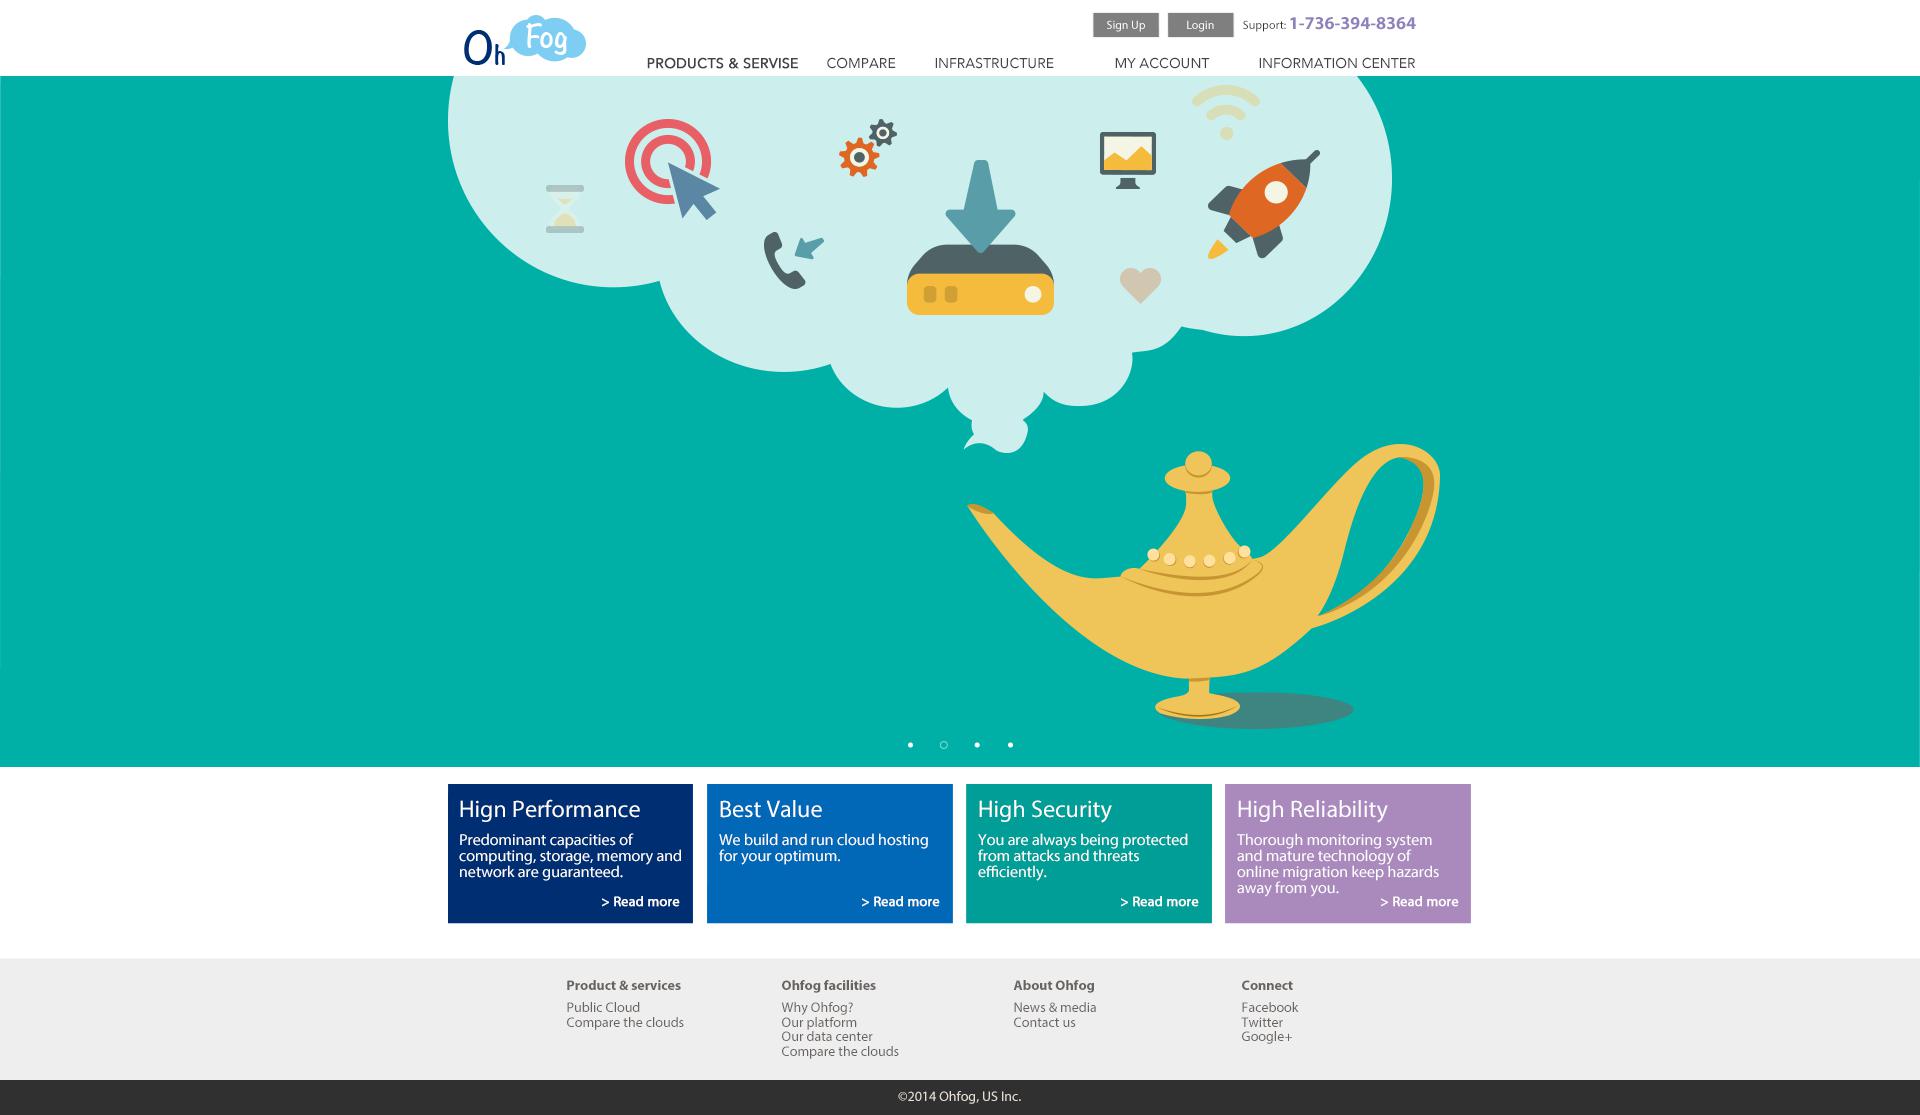 Oh Fog
Sign Up
Login
Support: 1-736-394-8364
PRODUCTS & SERVISE
COMPARE
INFRASTRUCTURE
MY ACCOUNT
INFORMATION CENTER
Hign Performance
Predominant capacities of
computing, storage, memory and
network are guaranteed.
> Read more
Best Value
We build and run cloud hosting
for your optimum.
> Read more
High Security
You are always being protected
from attacks and threats
efficiently.
> Read more
High Reliability
Thorough monitoring system
and mature technology of
online migration keep hazards
away from you.
> Read more
Product & services
Public Cloud
Compare the clouds
Ohfog facilities
Why Ohfog?
Our platform
Our data center
Compare the clouds
About Ohfog
News & media
Contact us
Connect
Facebook
Twitter
Google+
©2014 Ohfog, US Inc.